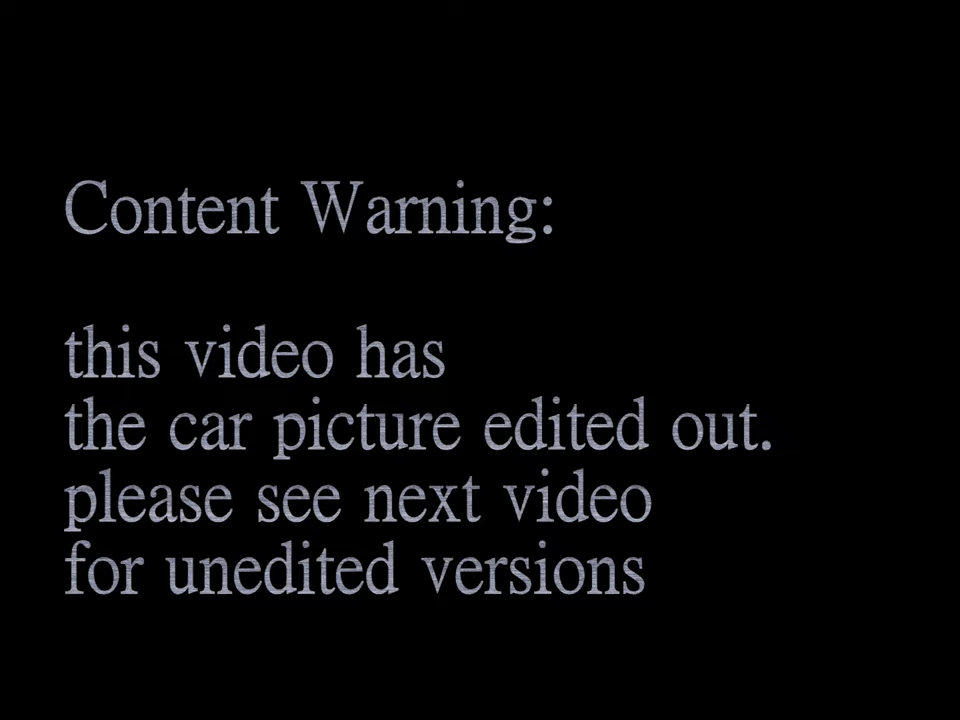 Content Warning:
this video has
the car picture edited out.
please see next video
for unedited versions